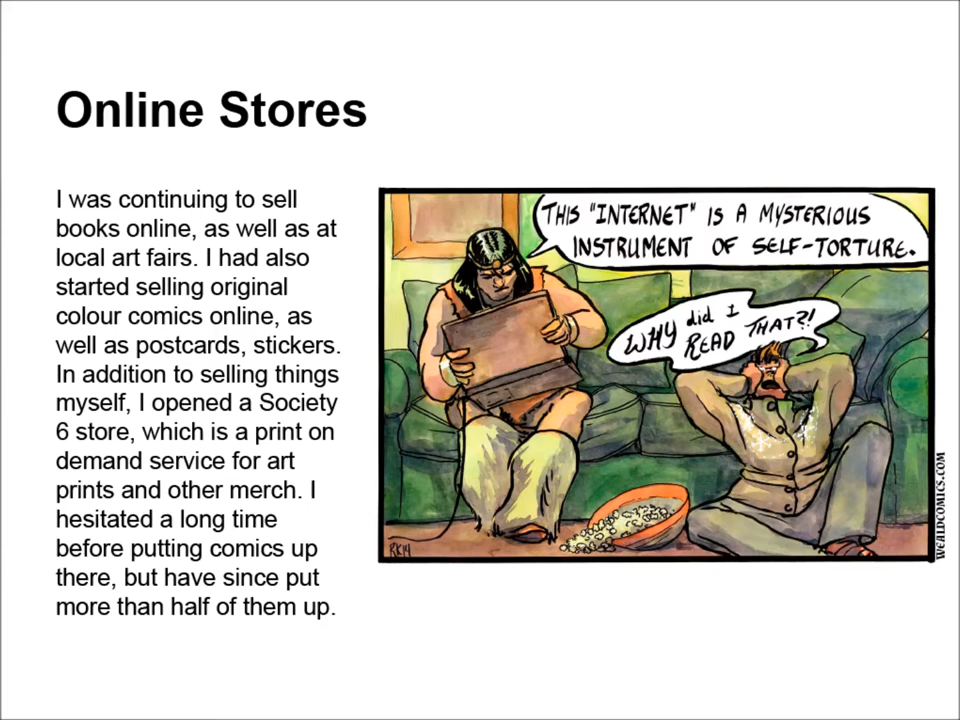 Online Stores
I was continuing to sell
books online, as well as at
local art fairs. I had also
started selling original
colour comics online, as
well as postcards, stickers.
In addition to selling things
myself, I opened a Society
6 store, which is a print on
demand service for art
prints and other merch. I
hesitated a long time
before putting comics up
there, but have since put
more than half of them up.
THIS "INTERNET" IS A MYSTERIOUS
INSTRUMENT OF SELF-TORTURE.
WHY did I
READ THAT?!
RK14
WEALDCOMICS.COM